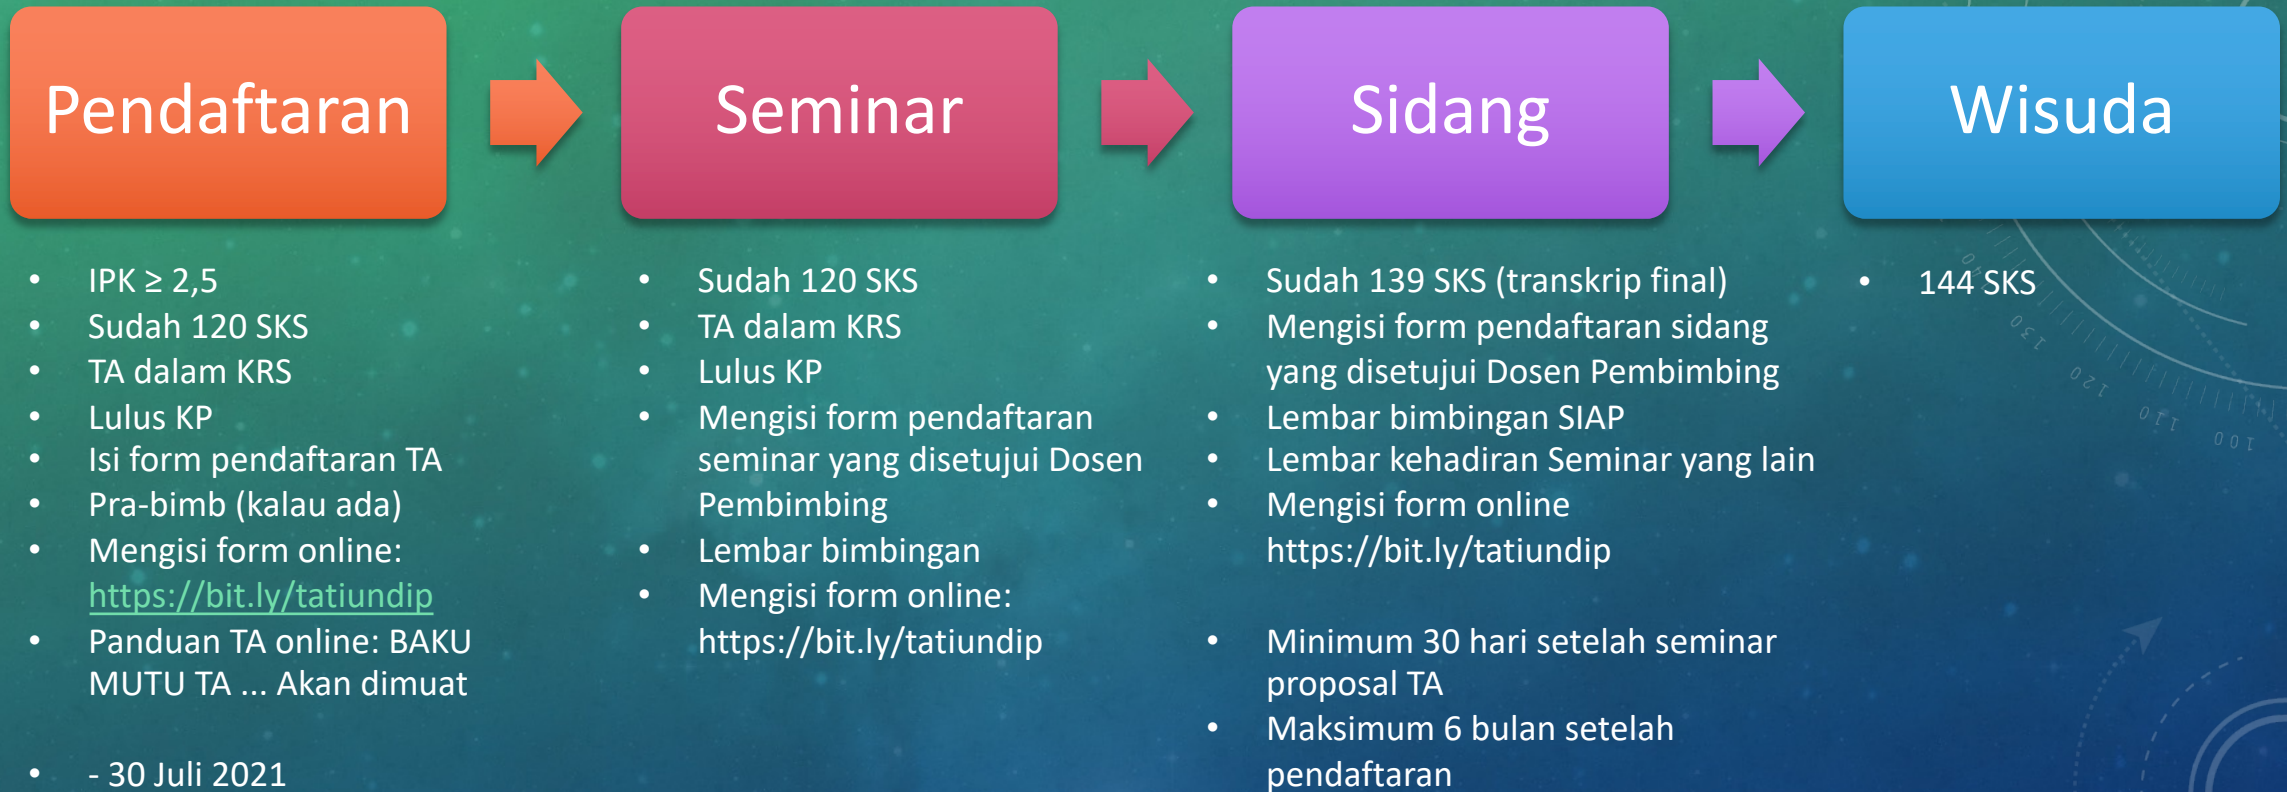 Pendaftaran
Seminar
Sidang
Wisuda
• IPK ≥ 2,5
• Sudah 120 SKS
• TA dalam KRS
• Lulus KP
• Isi form pendaftaran TA
• Pra-bimb (kalau ada)
• Mengisi form online:
https://bit.ly/tatiundip
• Panduan TA online: BAKU
MUTU TA ... Akan dimuat
• - 30 Juli 2021
• Sudah 120 SKS
• TA dalam KRS
• Lulus KP
• Mengisi form pendaftaran
seminar yang disetujui Dosen
Pembimbing
• Lembar bimbingan
• Mengisi form online:
https://bit.ly/tatiundip
• Sudah 139 SKS (transkrip final)
• Mengisi form pendaftaran sidang
yang disetujui Dosen Pembimbing
• Lembar bimbingan SIAP
• Lembar kehadiran Seminar yang lain
• Mengisi form online
https://bit.ly/tatiundip
• Minimum 30 hari setelah seminar
proposal TA
• Maksimum 6 bulan setelah
pendaftaran
• 144 SKS
140
130
120
110
100